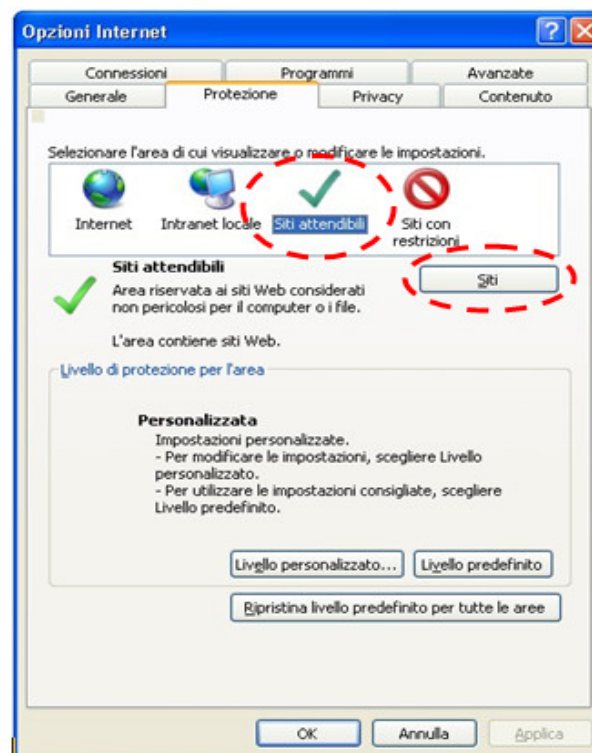 Opzioni Internet
Connessioni Programmi Avanzate
Generale Protezione Privacy Contenuto
Selezionare l'area di cui visualizzare o modificare le impostazioni.
Internet Intranet locale Siti attendibili Siti con
restrizioni
Siti attendibili
Siti
Area riservata ai siti Web considerati
non pericolosi per il computer o i file.
L'area contiene siti Web.
Livello di protezione per l'area
Personalizzata
Impostazioni personalizzate.
- Per modificare le impostazioni, scegliere Livello
personalizzato.
- Per utilizzare le impostazioni consigliate, scegliere
Livello predefinito.
Livello personalizzato... Livello predefinito
Ripristina livello predefinito per tutte le aree
OK Annulla Applica